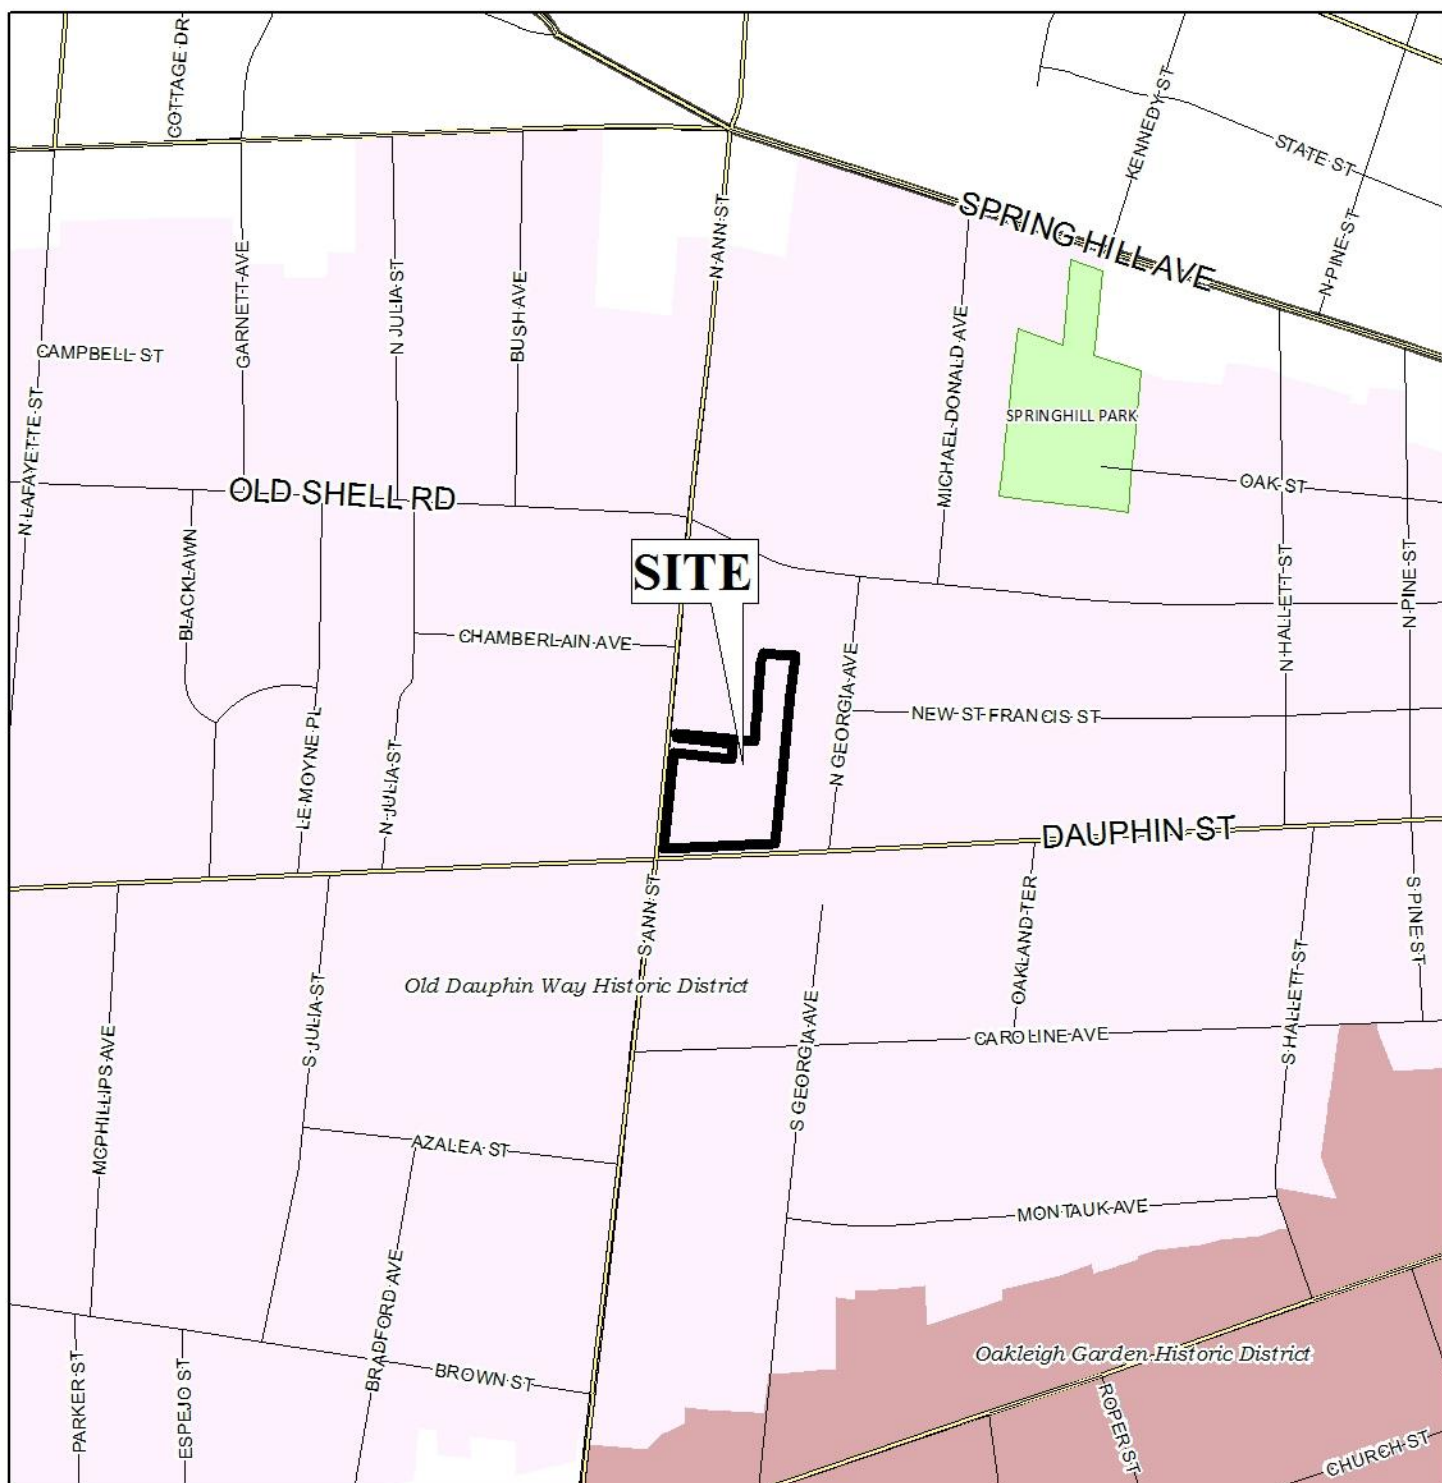 COTTAGE DR
KENNEDY ST
STATE ST
SPRING HILL AVE
N ANN ST
N PINE ST
GARNETT AVE
N JULIA ST
BUSH AVE
CAMPBELL ST
MICHAEL DONALD AVE
SPRINGHILL PARK
N LAFAYETTE ST
OLD SHELL RD
OAK ST
BLACKLAWN
SITE
N HALLETT ST
N PINE ST
CHAMBERLAIN AVE
N GEORGIA AVE
NEW ST FRANCIS ST
LE MOYNE PL
N JULIA ST
DAUPHIN ST
S ANN ST
OAKLAND TER
S PINE ST
Old Dauphin Way Historic District
S JULIA ST
S GEORGIA AVE
CAROLINE AVE
S HALLETT ST
MCPHILLIPS AVE
AZALEA ST
MONTAUK AVE
BRADFORD AVE
Oakleigh Garden Historic District
PARKER ST
ESPEJO ST
BROWN ST
ROPER ST
CHURCH ST